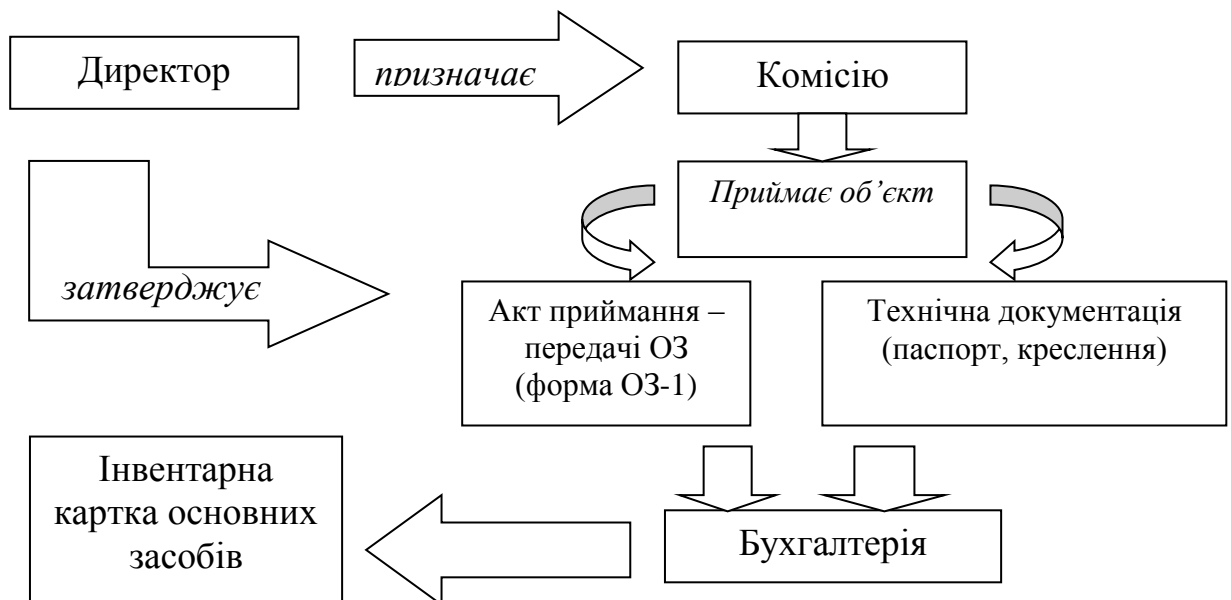 Директор
призначає
Комісію
Приймає об’єкт
затверджує
Акт приймання –
передачі ОЗ
(форма ОЗ-1)
Технічна документація
(паспорт, креслення)
Інвентарна
картка основних
засобів
Бухгалтерія